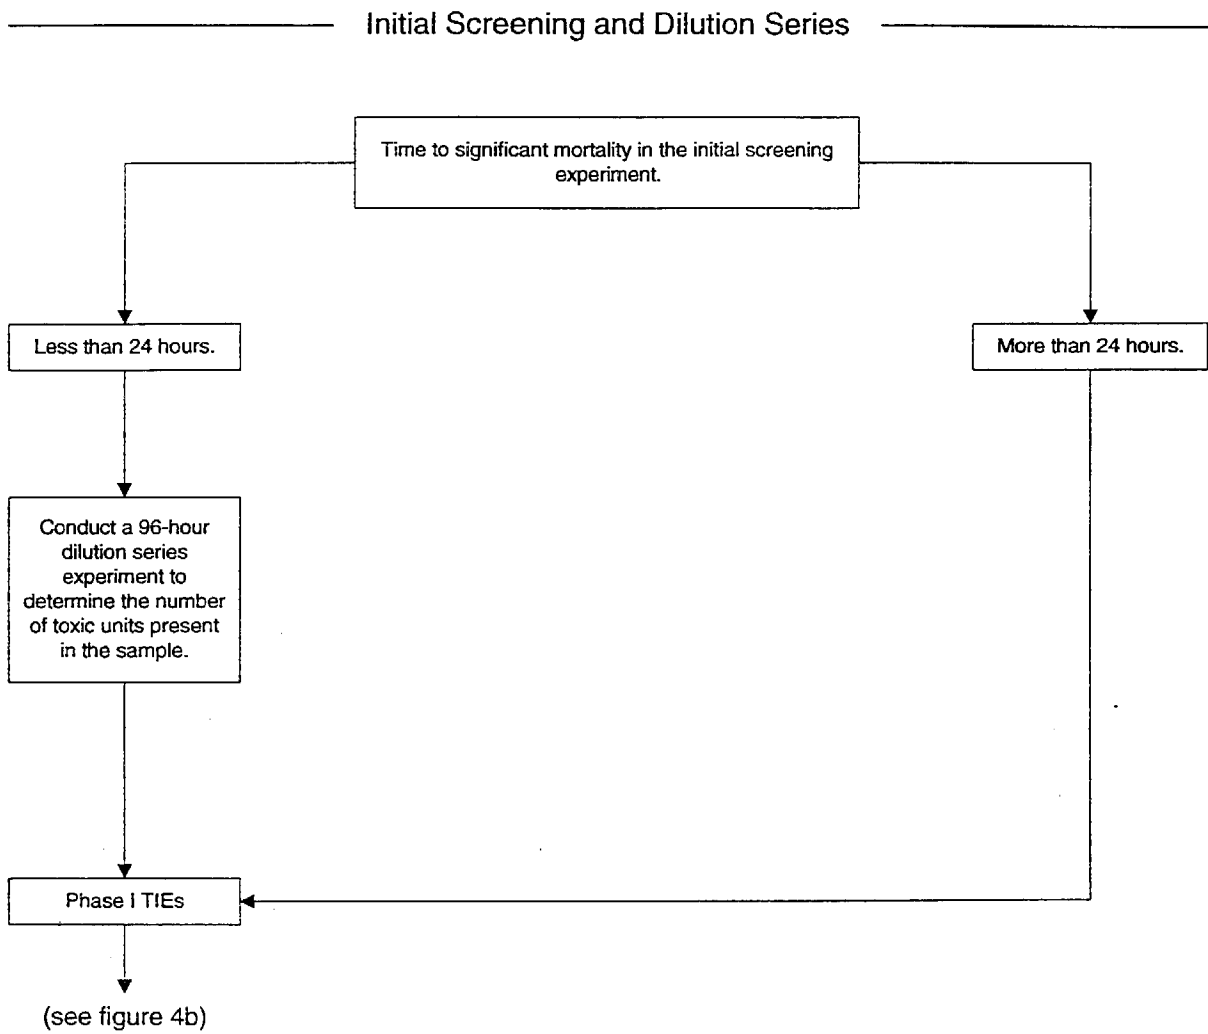 Initial Screening and Dilution Series
Time to significant mortality in the initial screening
experiment.
Less than 24 hours.
More than 24 hours.
Conduct a 96-hour
dilution series
experiment to
determine the number
of toxic units present
in the sample.
Phase I TIEs
(see figure 4b)